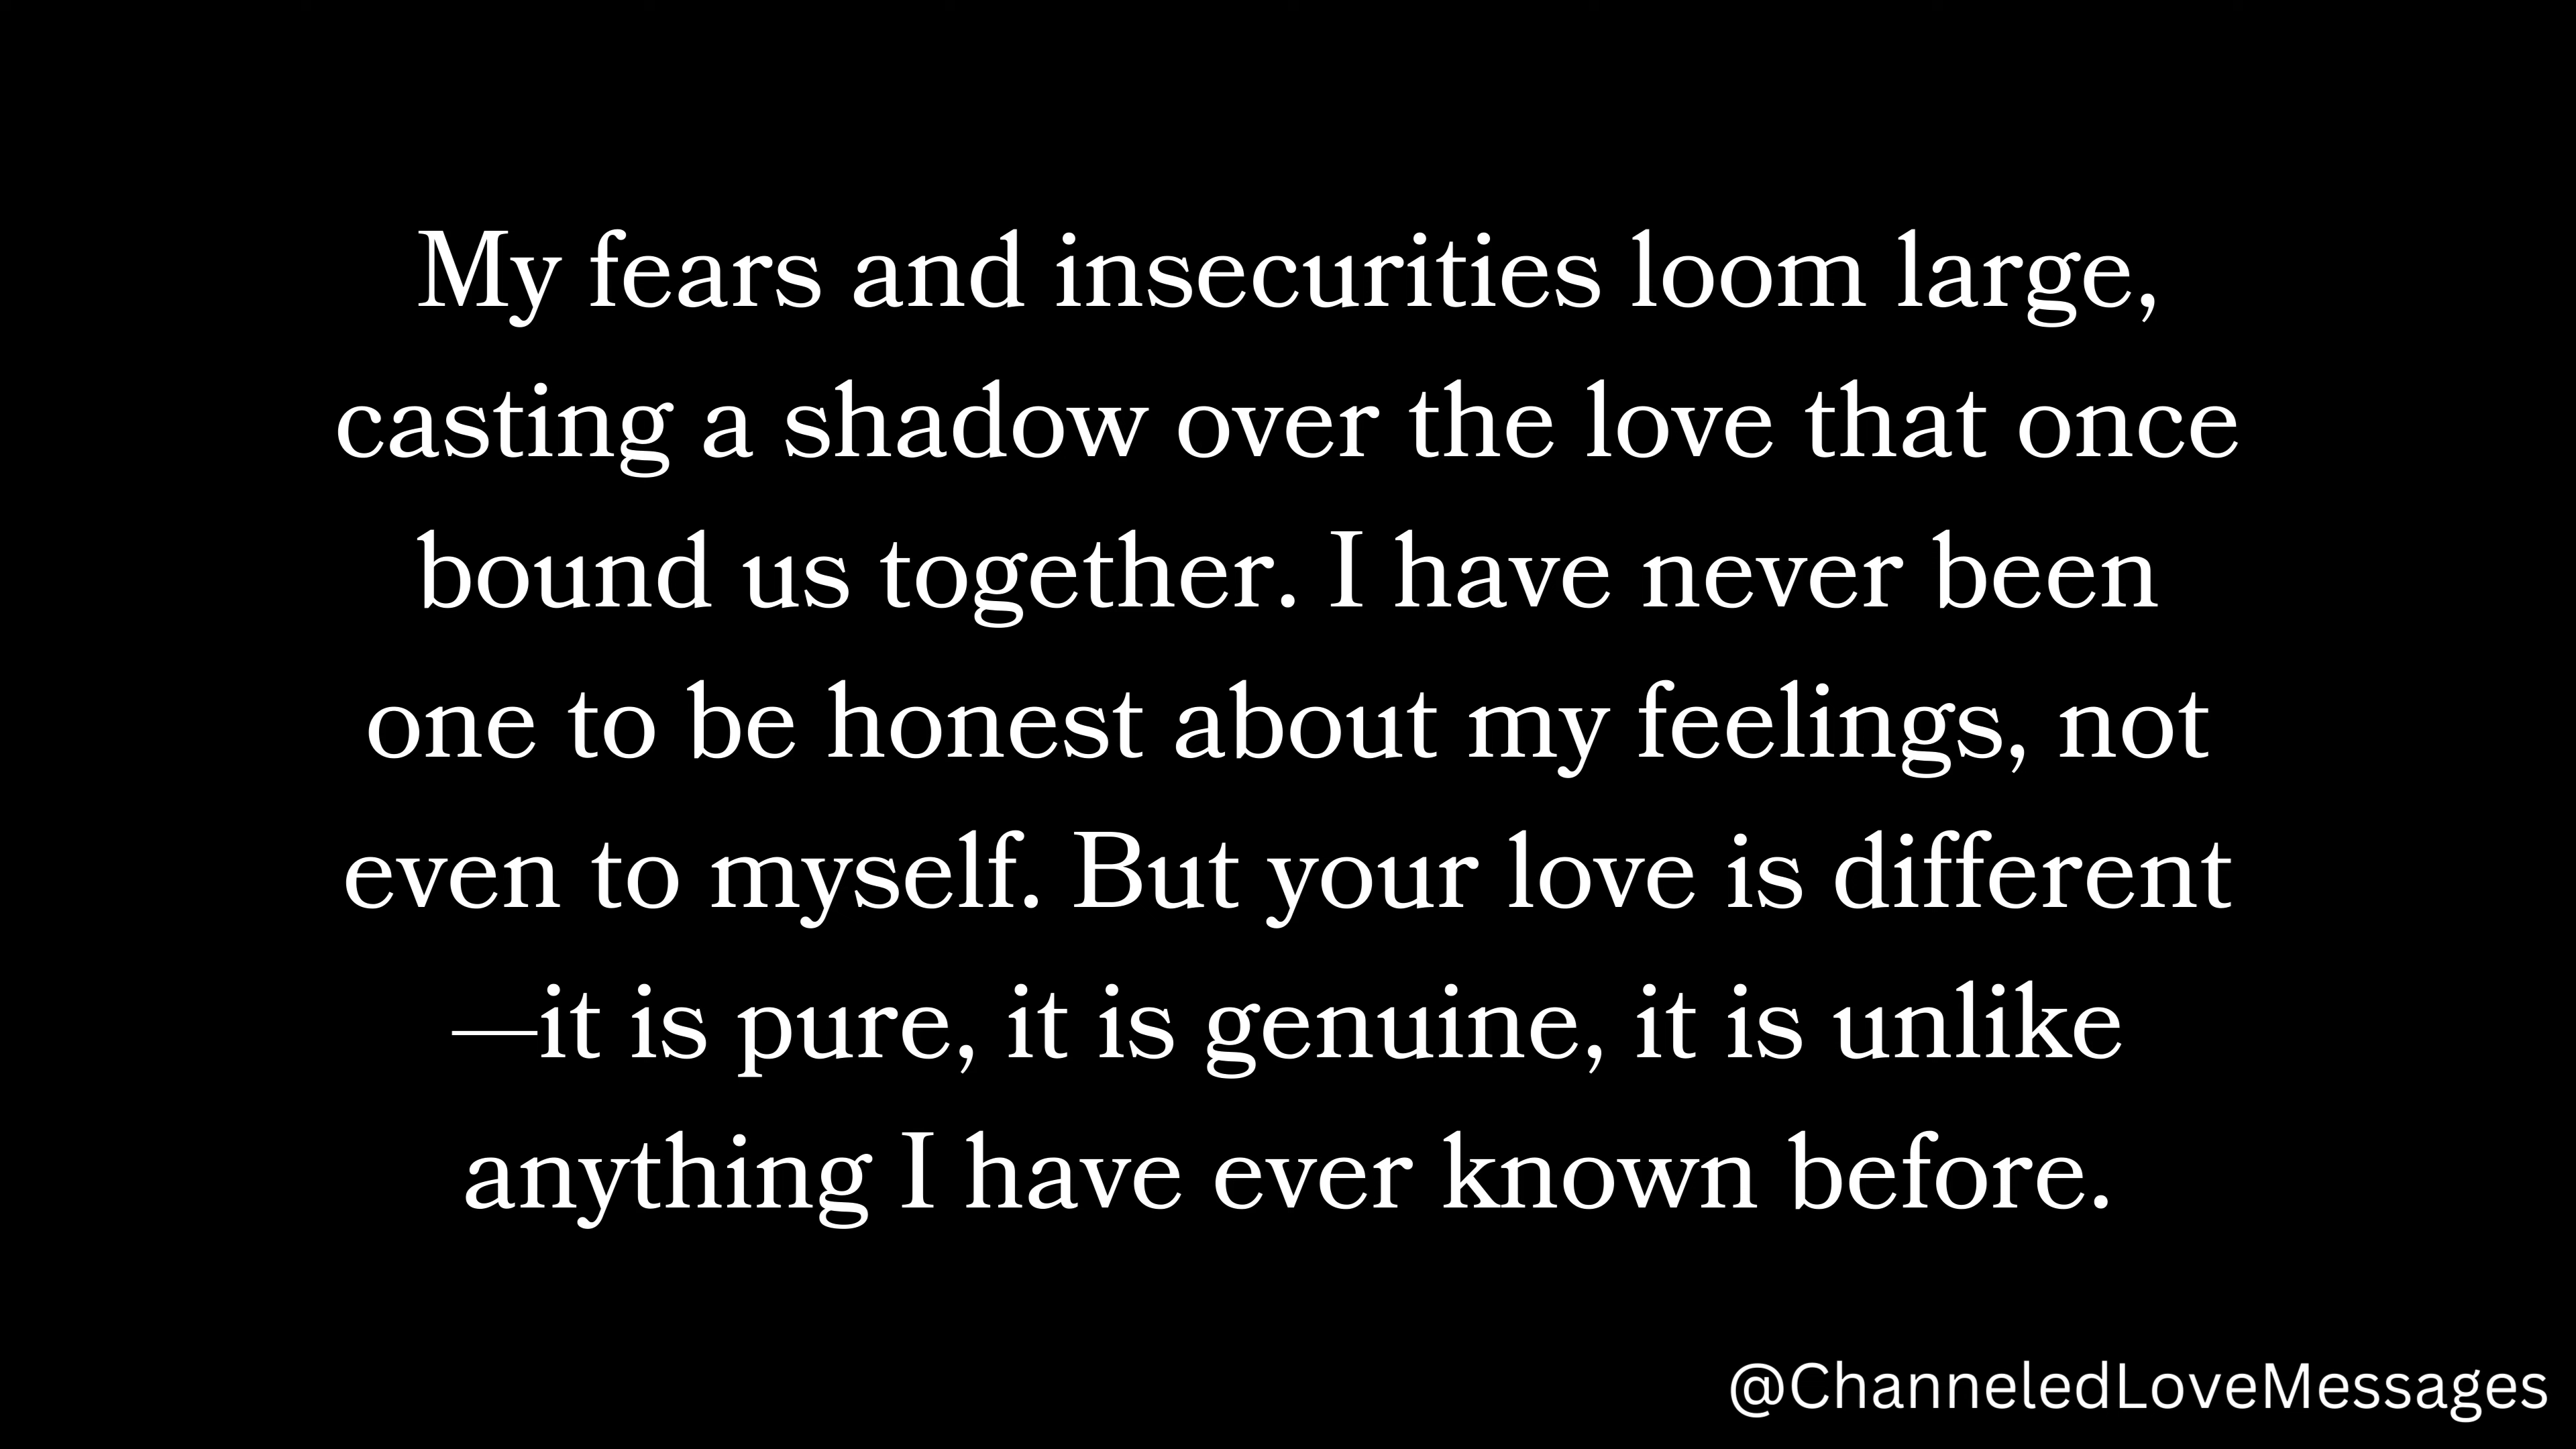 My fears and insecurities loom large,
casting a shadow over the love that once
bound us together. I have never been
one to be honest about my feelings, not
even to myself. But your love is different
—it is pure, it is genuine, it is unlike
anything I have ever known before.
@ChanneledLoveMessages